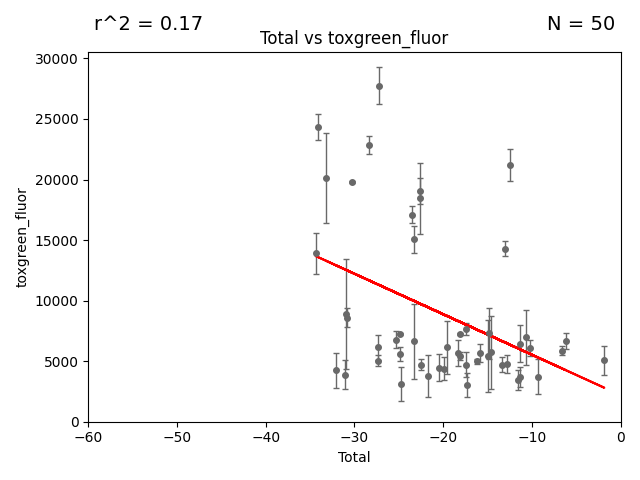 r^2 = 0.17
N = 50
Total vs toxgreen_fluor
30000
25000
20000
15000
10000
5000
0
toxgreen_fluor
−60
−50
−40
−30
−20
−10
0
Total